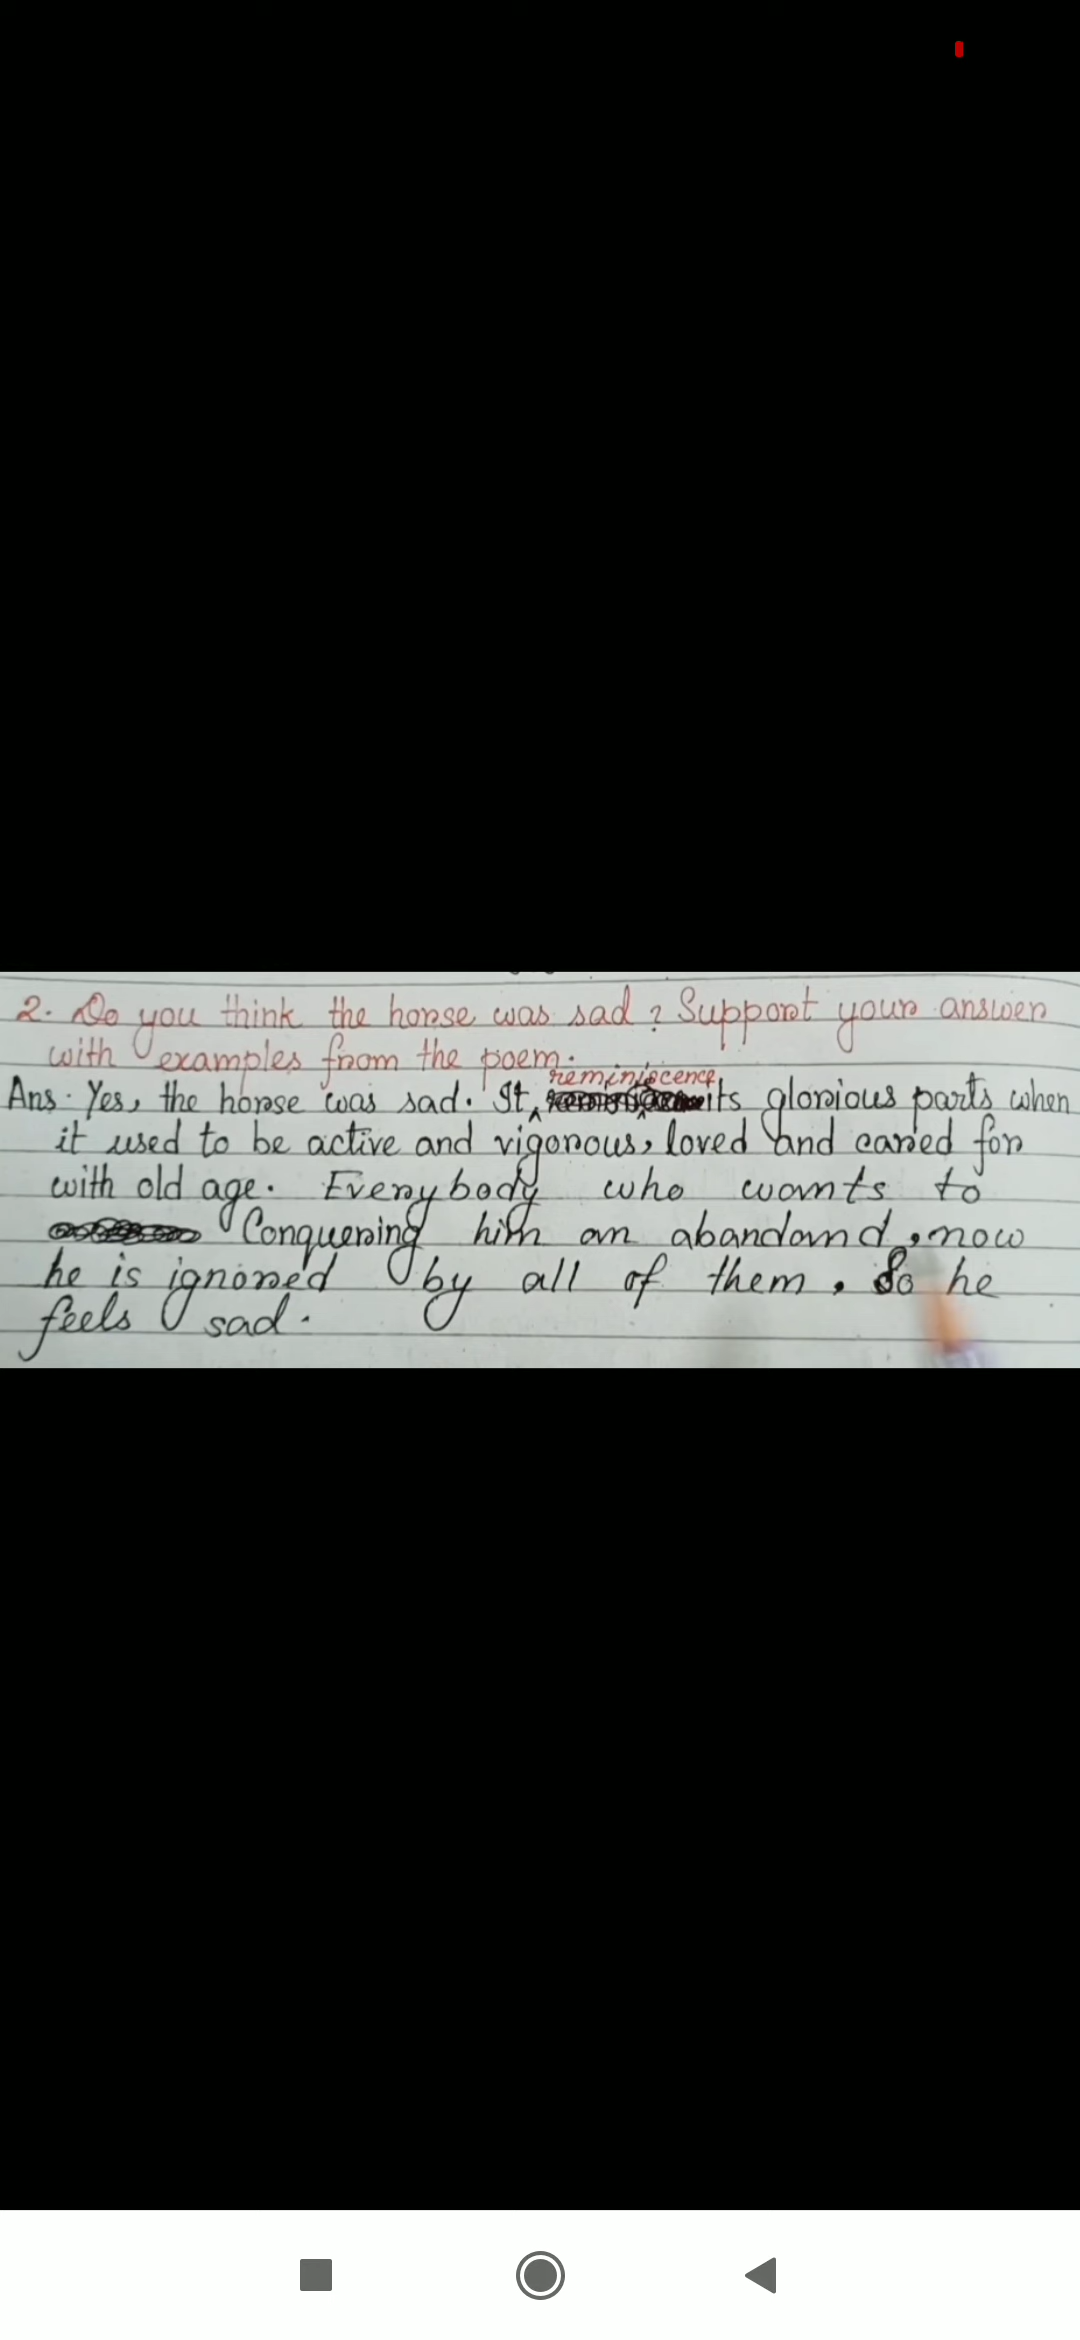 2. Do you think the horse was sad? Support your answer
with examples from the poem.
reminiscence
Ans. Yes, the horse was sad. It its glorious parts when
it used to be active and vigorous, loved and caried for
with old age. Everybody who wants to
Conquering him an abandamd, now
he is ignored by all of them. So he
feels sad.